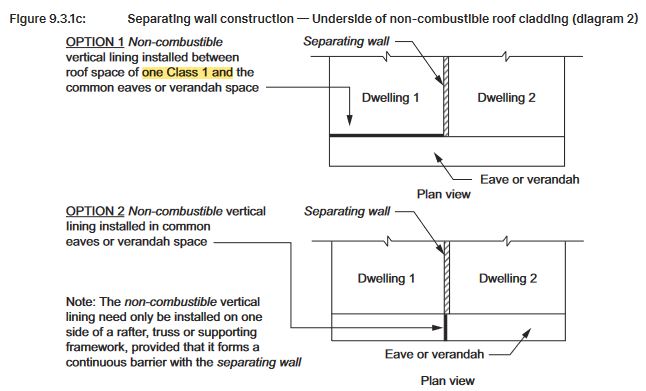 Figure 9.3.1c: Separating wall construction — Underside of non-combustible roof cladding (diagram 2)
OPTION 1 Non-combustible
vertical lining installed between
roof space of one Class 1 and the
common eaves or verandah space
Separating wall
Dwelling 1
Dwelling 2
Eave or verandah
Plan view
OPTION 2 Non-combustible vertical
lining installed in common
eaves or verandah space
Separating wall
Dwelling 1
Dwelling 2
Note: The non-combustible vertical
lining need only be installed on one
side of a rafter, truss or supporting
framework, provided that it forms a
continuous barrier with the separating wall
Eave or verandah
Plan view